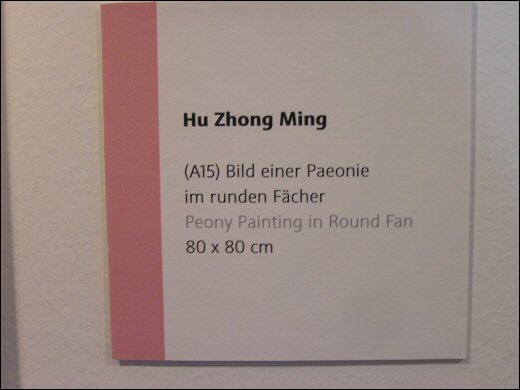 Hu Zhong Ming
(A15) Bild einer Paeonie
im runden Fächer
Peony Painting in Round Fan
80 x 80 cm